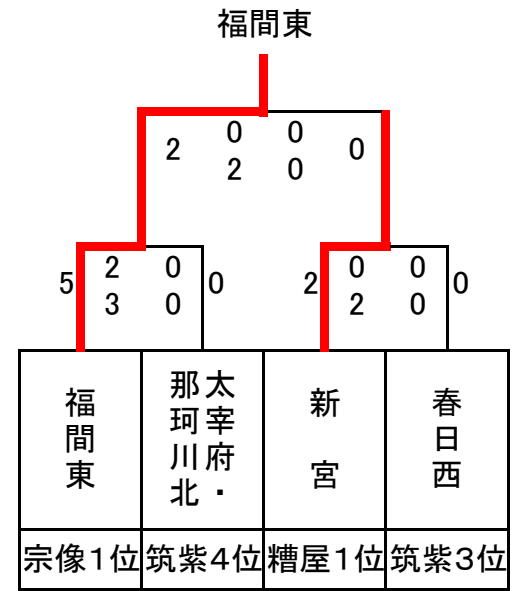 福間東
2 0 0 0
2 0
5 2 0 0 2 0 0 0
3 0 2 0
福間東
太宰府・
那珂川北
新宮
春日西
宗像1位 筑紫4位 糟屋1位 筑紫3位